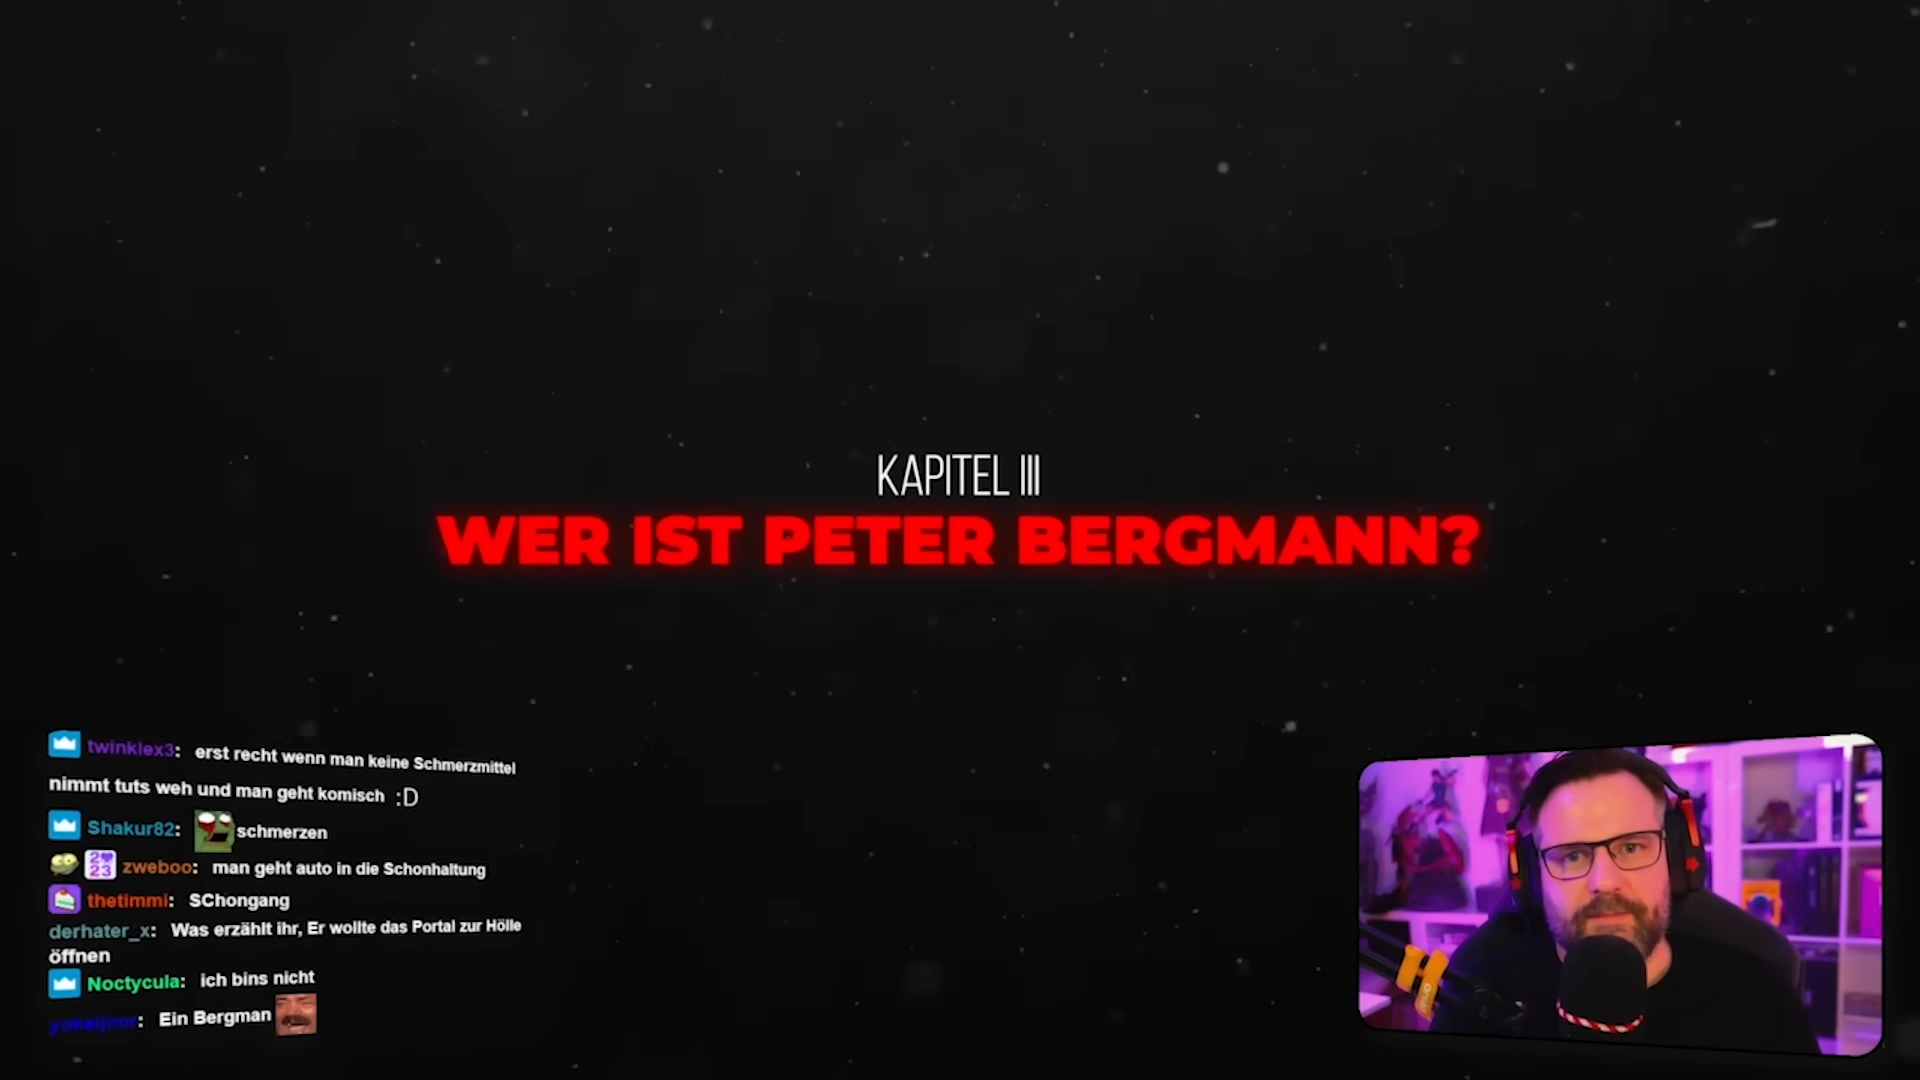 KAPITEL III
WER IST PETER BERGMANN?
twinklex3: erst recht wenn man keine Schmerzmittel
nimmt tuts weh und man geht komisch :D
Shakur82: schmerzen
2 23 zweboo: man geht auto in die Schonhaltung
thetimmi: SChongang
derhater_x: Was erzählt ihr, Er wollte das Portal zur Hölle
öffnen
Noctycula: ich bins nicht
Ein Bergman